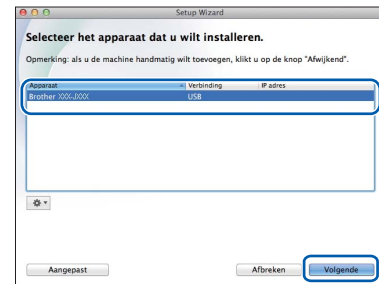 Setup Wizard
Selecteer het apparaat dat u wilt installeren.
Opmerking: als u de machine handmatig wilt toevoegen, klikt u op de knop "Afwijkend".
Apparaat Verbinding IP adres
Brother XXX-JXXX USB
Aangepast Afbreken Volgende